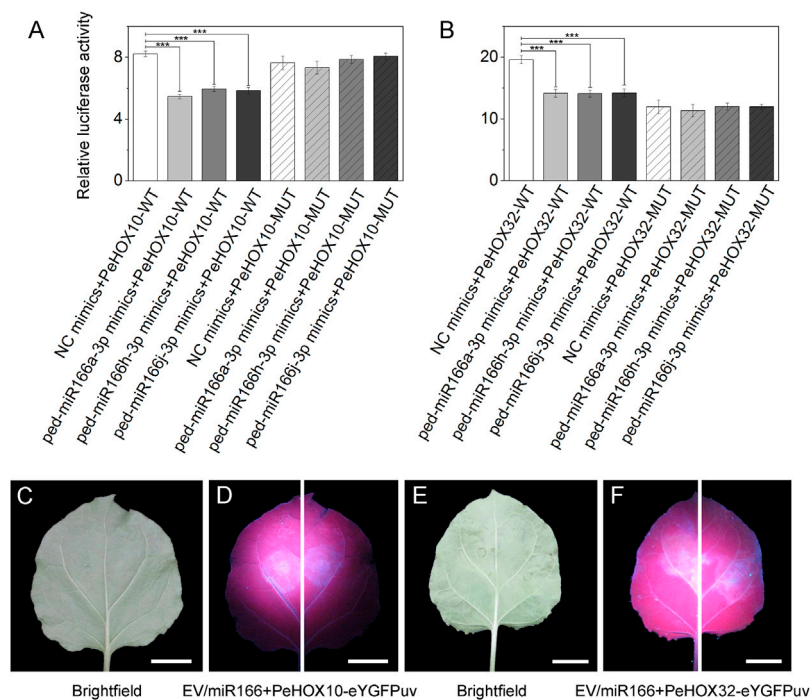 A
B
Relative luciferase activity
***
***
***
8
4
0
NC mimics+PeHOX10-WT
ped-miR166a-3p mimics+PeHOX10-WT
ped-miR166h-3p mimics+PeHOX10-WT
ped-miR166j-3p mimics+PeHOX10-WT
NC mimics+PeHOX10-MUT
ped-miR166a-3p mimics+PeHOX10-MUT
ped-miR166h-3p mimics+PeHOX10-MUT
ped-miR166j-3p mimics+PeHOX10-MUT
***
***
***
20
10
0
NC mimics+PeHOX32-WT
ped-miR166a-3p mimics+PeHOX32-WT
ped-miR166h-3p mimics+PeHOX32-WT
ped-miR166j-3p mimics+PeHOX32-WT
NC mimics+PeHOX32-MUT
ped-miR166a-3p mimics+PeHOX32-MUT
ped-miR166h-3p mimics+PeHOX32-MUT
ped-miR166j-3p mimics+PeHOX32-MUT
C
D
E
F
Brightfield
EV/miR166+PeHOX10-eYGFPuv
Brightfield
EV/miR166+PeHOX32-eYGFPuv